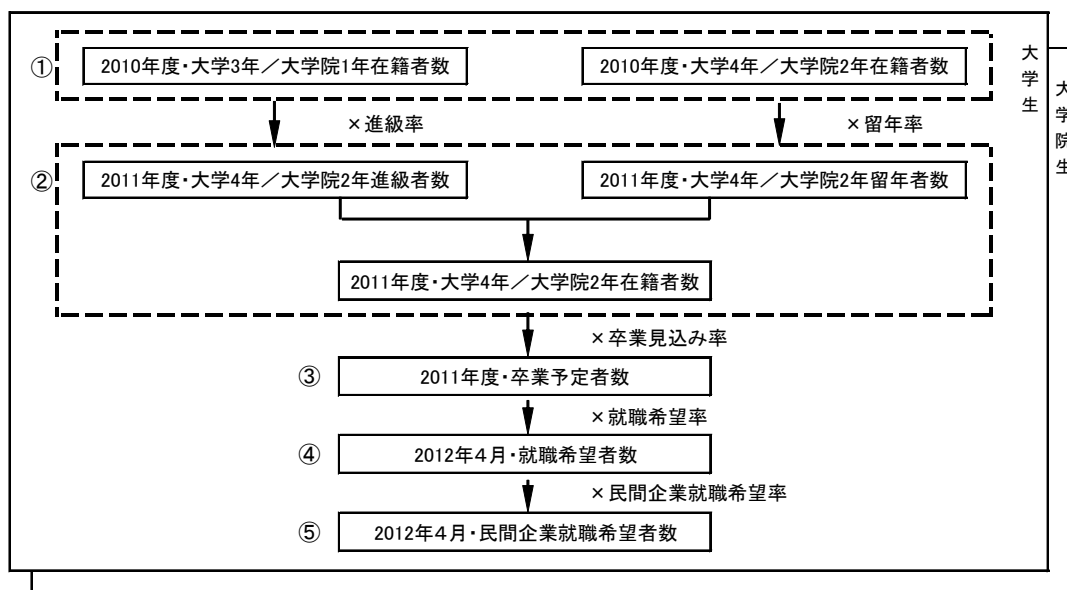 ①
2010年度・大学3年／大学院1年在籍者数
2010年度・大学4年／大学院2年在籍者数
大学生
大学院生
×進級率
×留年率
②
2011年度・大学4年／大学院2年進級者数
2011年度・大学4年／大学院2年留年者数
2011年度・大学4年／大学院2年在籍者数
×卒業見込み率
③
2011年度・卒業予定者数
×就職希望率
④
2012年４月・就職希望者数
×民間企業就職希望率
⑤
2012年４月・民間企業就職希望者数